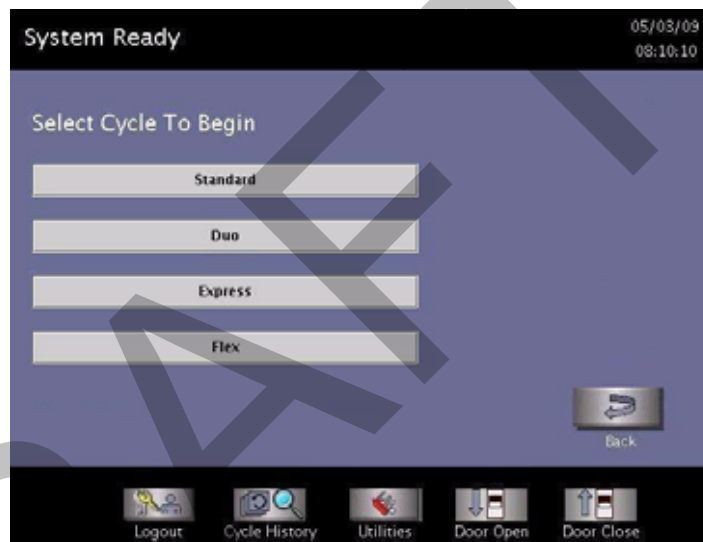 System Ready
05/03/09
08:10:10
Select Cycle To Begin
Standard
Duo
Express
Flex
Back
Logout
Cycle History
Utilities
Door Open
Door Close